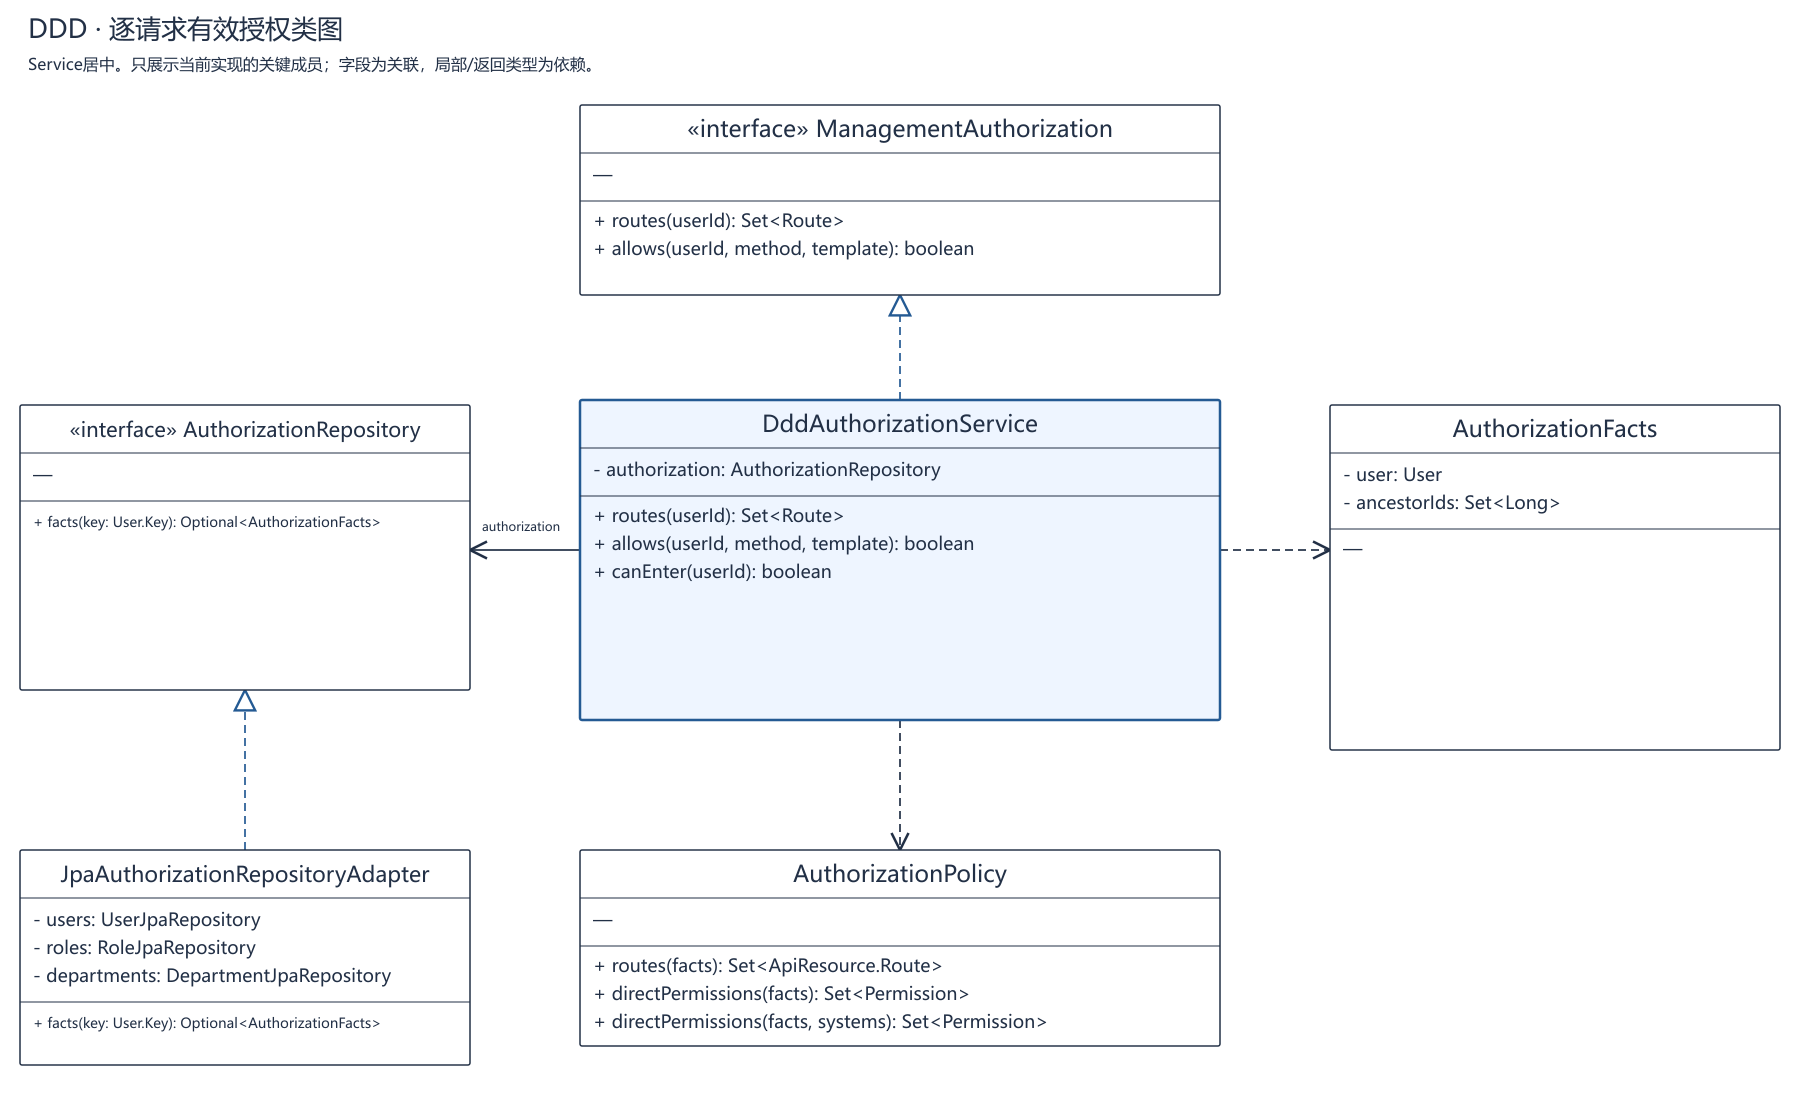 DDD · 逐请求有效授权类图
Service居中。只展示当前实现的关键成员；字段为关联，局部/返回类型为依赖。
«interface» ManagementAuthorization
—
+ routes(userId): Set<Route>
+ allows(userId, method, template): boolean
«interface» AuthorizationRepository
—
+ facts(key: User.Key): Optional<AuthorizationFacts>
authorization
DddAuthorizationService
- authorization: AuthorizationRepository
+ routes(userId): Set<Route>
+ allows(userId, method, template): boolean
+ canEnter(userId): boolean
AuthorizationFacts
- user: User
- ancestorIds: Set<Long>
—
JpaAuthorizationRepositoryAdapter
- users: UserJpaRepository
- roles: RoleJpaRepository
- departments: DepartmentJpaRepository
+ facts(key: User.Key): Optional<AuthorizationFacts>
AuthorizationPolicy
—
+ routes(facts): Set<ApiResource.Route>
+ directPermissions(facts): Set<Permission>
+ directPermissions(facts, systems): Set<Permission>